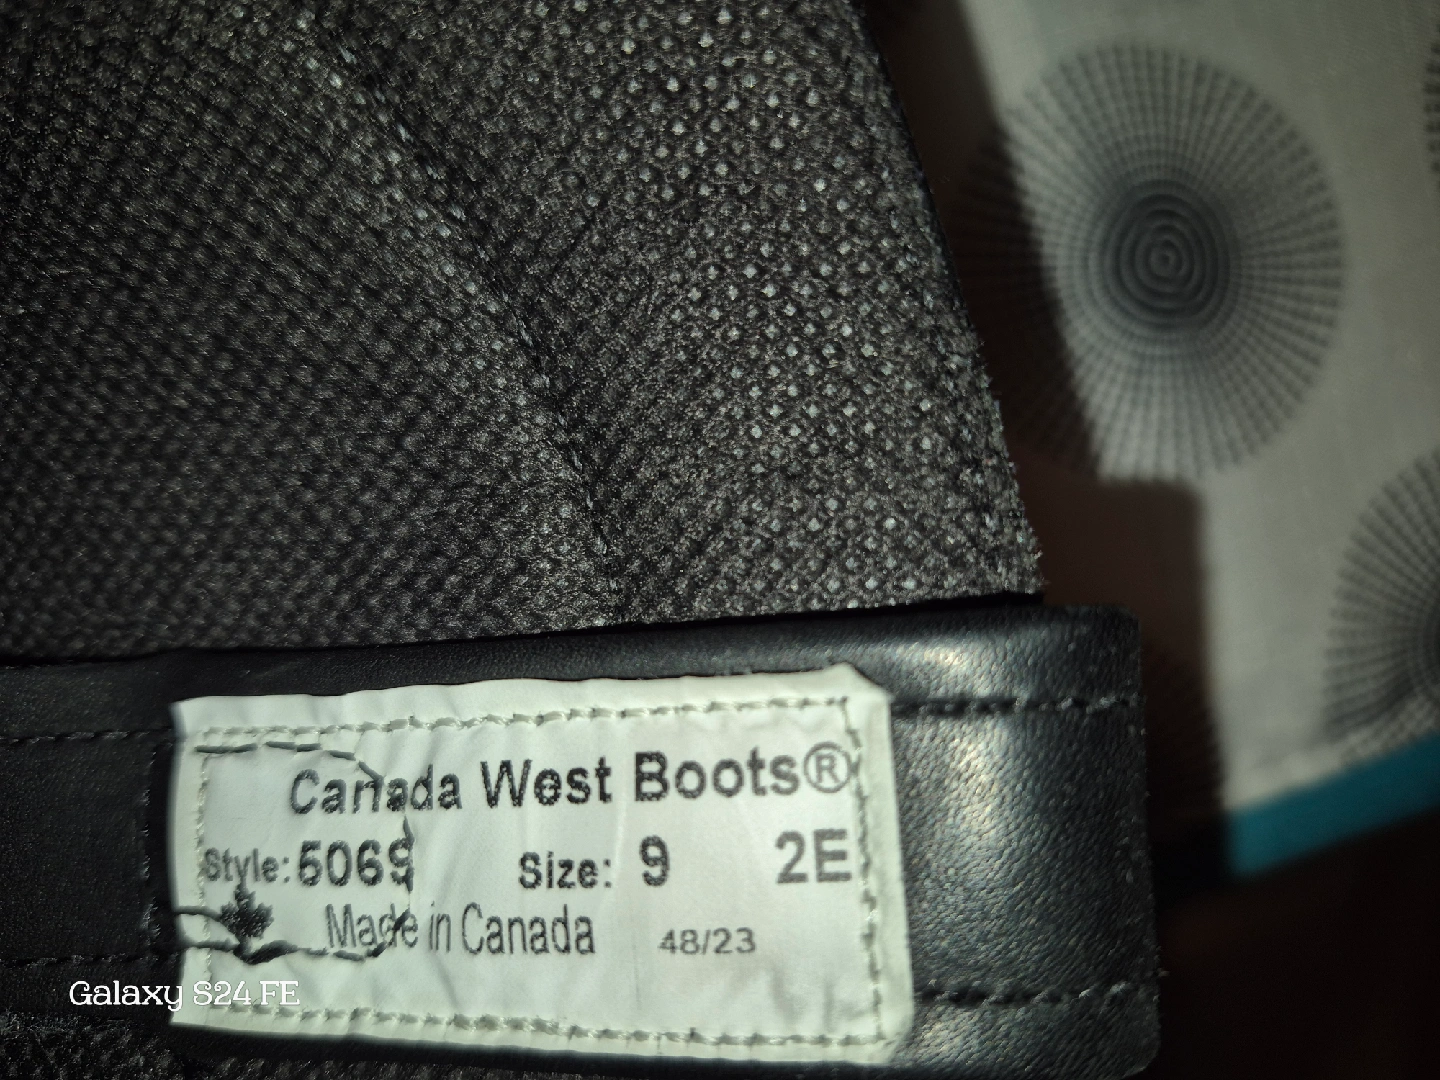 Canada West Boots®
Style: 5069 Size: 9 2E
Made in Canada 48/23
Galaxy S24 FE